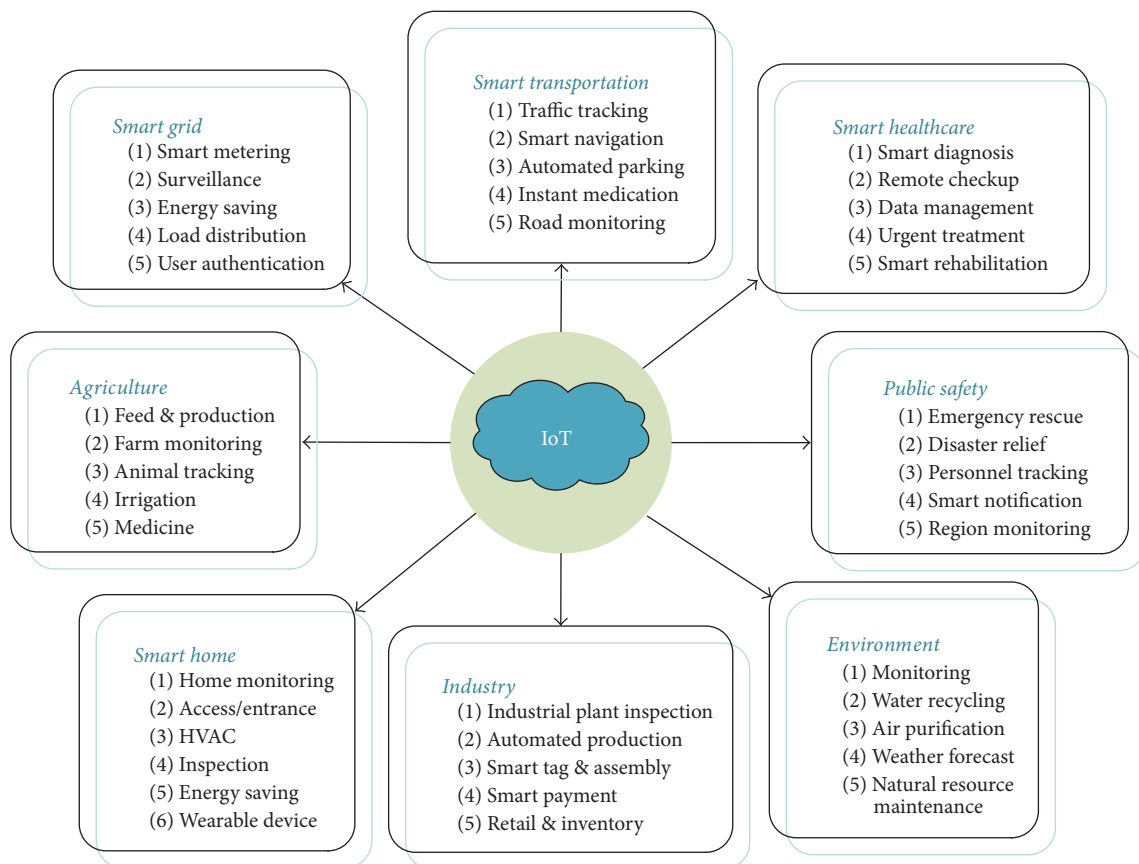 Smart transportation
(1) Traffic tracking
(2) Smart navigation
(3) Automated parking
(4) Instant medication
(5) Road monitoring
Smart grid
(1) Smart metering
(2) Surveillance
(3) Energy saving
(4) Load distribution
(5) User authentication
Smart healthcare
(1) Smart diagnosis
(2) Remote checkup
(3) Data management
(4) Urgent treatment
(5) Smart rehabilitation
Agriculture
(1) Feed & production
(2) Farm monitoring
(3) Animal tracking
(4) Irrigation
(5) Medicine
IoT
Public safety
(1) Emergency rescue
(2) Disaster relief
(3) Personnel tracking
(4) Smart notification
(5) Region monitoring
Smart home
(1) Home monitoring
(2) Access/entrance
(3) HVAC
(4) Inspection
(5) Energy saving
(6) Wearable device
Industry
(1) Industrial plant inspection
(2) Automated production
(3) Smart tag & assembly
(4) Smart payment
(5) Retail & inventory
Environment
(1) Monitoring
(2) Water recycling
(3) Air purification
(4) Weather forecast
(5) Natural resource
maintenance